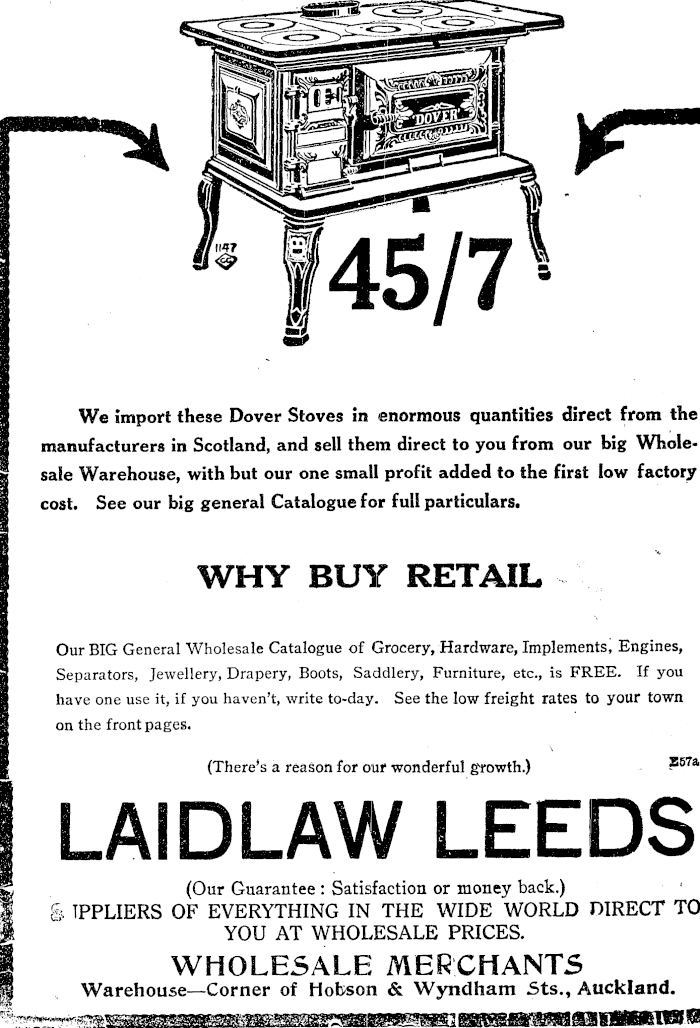 DOVER
1147
CC
45/7
We import these Dover Stoves in enormous quantities direct from the
manufacturers in Scotland, and sell them direct to you from our big Whole-
sale Warehouse, with but our one small profit added to the first low factory
cost. See our big general Catalogue for full particulars.
WHY BUY RETAIL
Our BIG General Wholesale Catalogue of Grocery, Hardware, Implements, Engines,
Separators, Jewellery, Drapery, Boots, Saddlery, Furniture, etc., is FREE. If you
have one use it, if you haven't, write to-day. See the low freight rates to your town
on the front pages.
(There's a reason for our wonderful growth.)
E57a
LAIDLAW LEEDS
(Our Guarantee : Satisfaction or money back.)
OF EVERYTHING IN THE WIDE WORLD DIRECT TO
YOU AT WHOLESALE PRICES.
WHOLESALE MERCHANTS
Warehouse—Corner of Hobson & Wyndham Sts., Auckland.